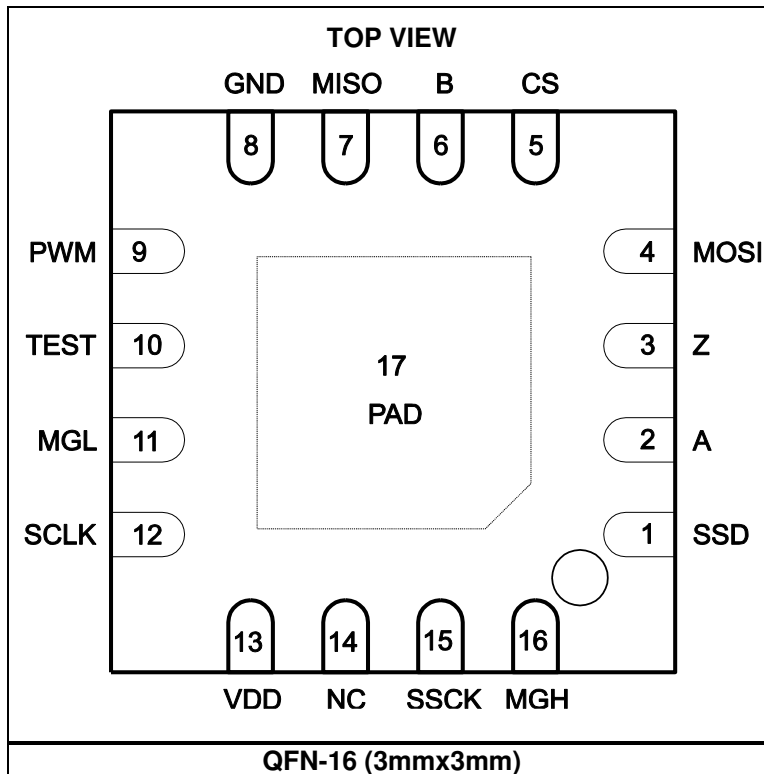 TOP VIEW
GND MISO B CS
8 7 6 5
PWM 9 4 MOSI
TEST 10 3 Z
17
PAD
MGL 11 2 A
SCLK 12 1 SSD
13 14 15 16
VDD NC SSCK MGH
QFN-16 (3mmx3mm)